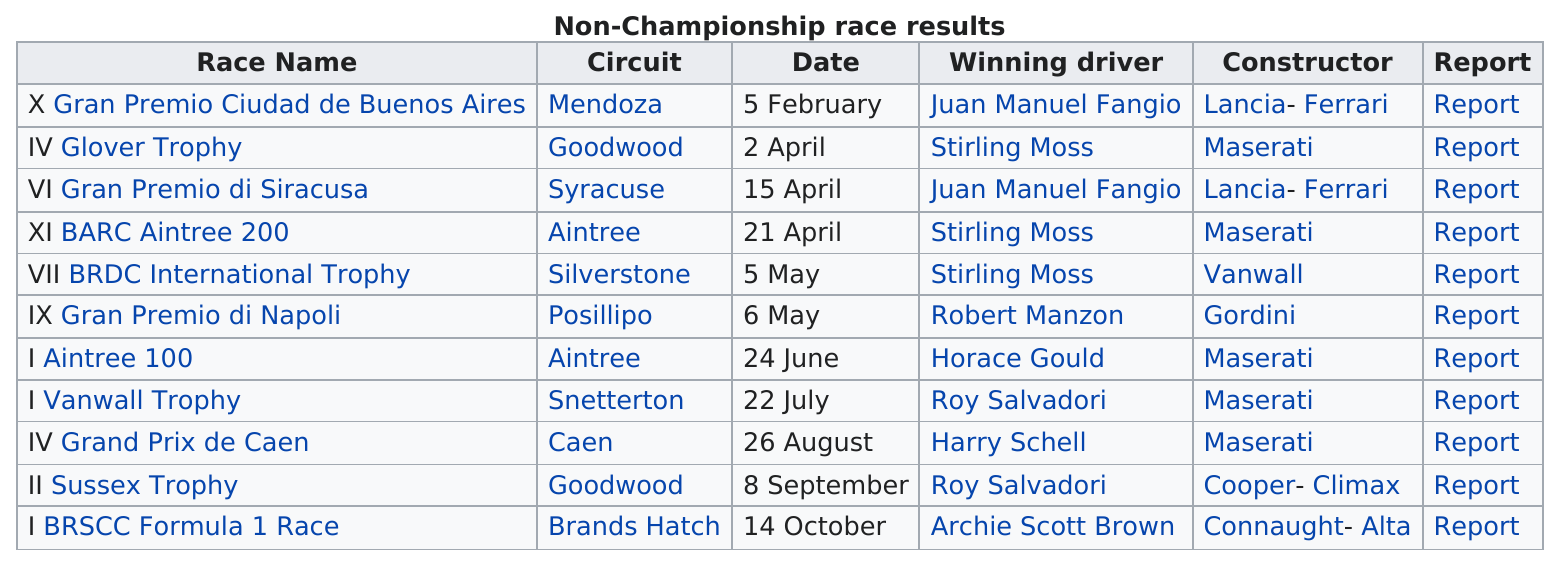 Non-Championship race results
Race Name Circuit Date Winning driver Constructor Report
X Gran Premio Ciudad de Buenos Aires Mendoza 5 February Juan Manuel Fangio Lancia- Ferrari Report
IV Glover Trophy Goodwood 2 April Stirling Moss Maserati Report
VI Gran Premio di Siracusa Syracuse 15 April Juan Manuel Fangio Lancia- Ferrari Report
XI BARC Aintree 200 Aintree 21 April Stirling Moss Maserati Report
VII BRDC International Trophy Silverstone 5 May Stirling Moss Vanwall Report
IX Gran Premio di Napoli Posillipo 6 May Robert Manzon Gordini Report
I Aintree 100 Aintree 24 June Horace Gould Maserati Report
I Vanwall Trophy Snetterton 22 July Roy Salvadori Maserati Report
IV Grand Prix de Caen Caen 26 August Harry Schell Maserati Report
II Sussex Trophy Goodwood 8 September Roy Salvadori Cooper- Climax Report
I BRSCC Formula 1 Race Brands Hatch 14 October Archie Scott Brown Connaught- Alta Report